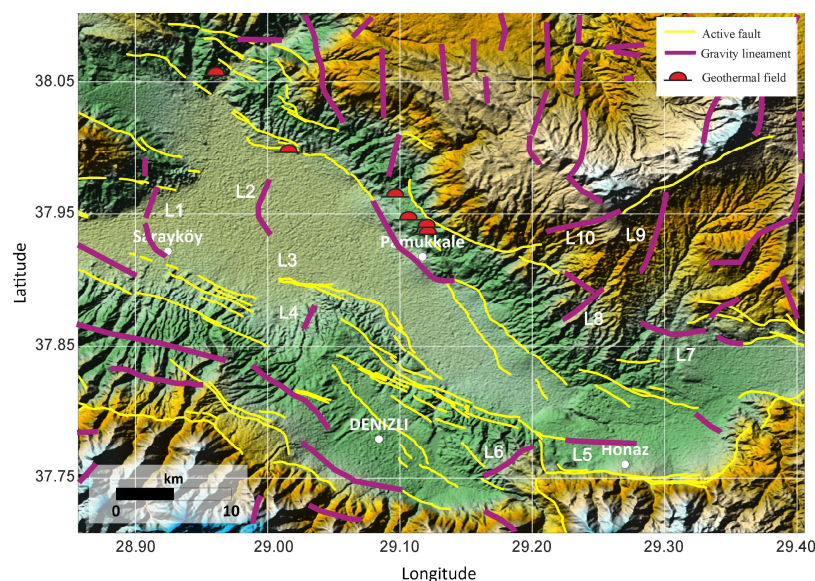 Active fault
Gravity lineament
Geothermal field
38.05
37.95
37.85
37.75
Latitude
L1
L2
Sarayköy
L3
L4
Pamukkale
L10
L9
L8
L7
DENIZLI
L6
L5
Honaz
km
0
10
28.90
29.00
29.10
29.20
29.30
29.40
Longitude